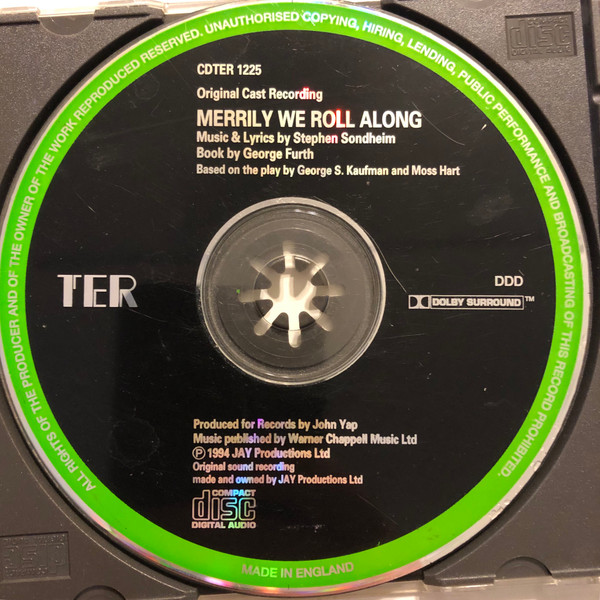 ALL RIGHTS OF THE PRODUCER AND OF THE OWNER OF THE WORK REPRODUCED RESERVED. UNAUTHORISED COPYING, HIRING, LENDING, PUBLIC PERFORMANCE AND BROADCASTING OF THIS RECORD PROHIBITED.
CDTER 1225
Original Cast Recording
MERRILY WE ROLL ALONG
Music & Lyrics by Stephen Sondheim
Book by George Furth
Based on the play by George S. Kaufman and Moss Hart
TER
DDD
DOLBY SURROUND™
Produced for Records by John Yap
Music published by Warner Chappell Music Ltd
℗ 1994 JAY Productions Ltd
Original sound recording
made and owned by JAY Productions Ltd
COMPACT
disc
DIGITAL AUDIO
MADE IN ENGLAND
disc